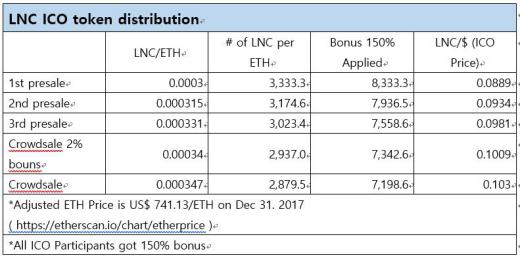 LNC ICO token distribution
LNC/ETH # of LNC per ETH Bonus 150% Applied LNC/$ (ICO Price)
1st presale 0.0003 3,333.3 8,333.3 0.0889
2nd presale 0.000315 3,174.6 7,936.5 0.0934
3rd presale 0.000331 3,023.4 7,558.6 0.0981
Crowdsale 2% bouns 0.00034 2,937.0 7,342.6 0.1009
Crowdsale 0.000347 2,879.5 7,198.6 0.103
*Adjusted ETH Price is US$ 741.13/ETH on Dec 31. 2017
( https://etherscan.io/chart/etherprice )
*All ICO Participants got 150% bonus